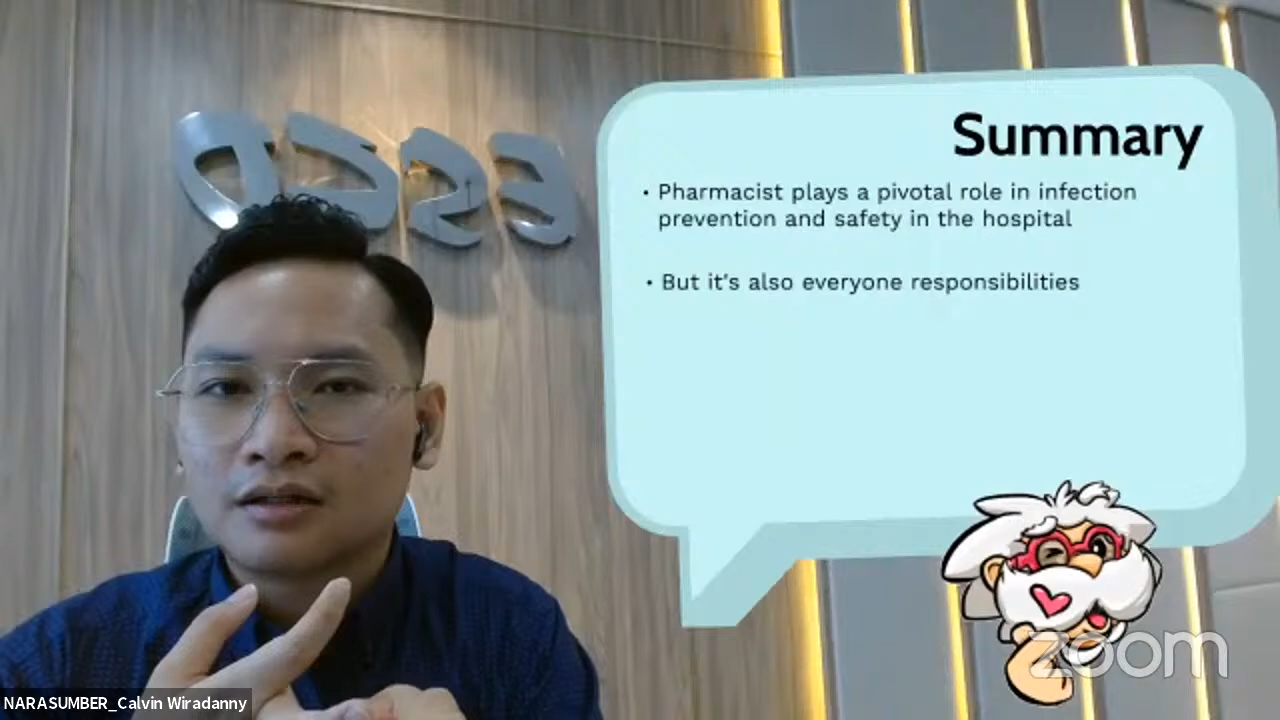 Summary
• Pharmacist plays a pivotal role in infection
prevention and safety in the hospital
• But it's also everyone responsibilities
zoom
NARASUMBER_Calvin Wiradanny